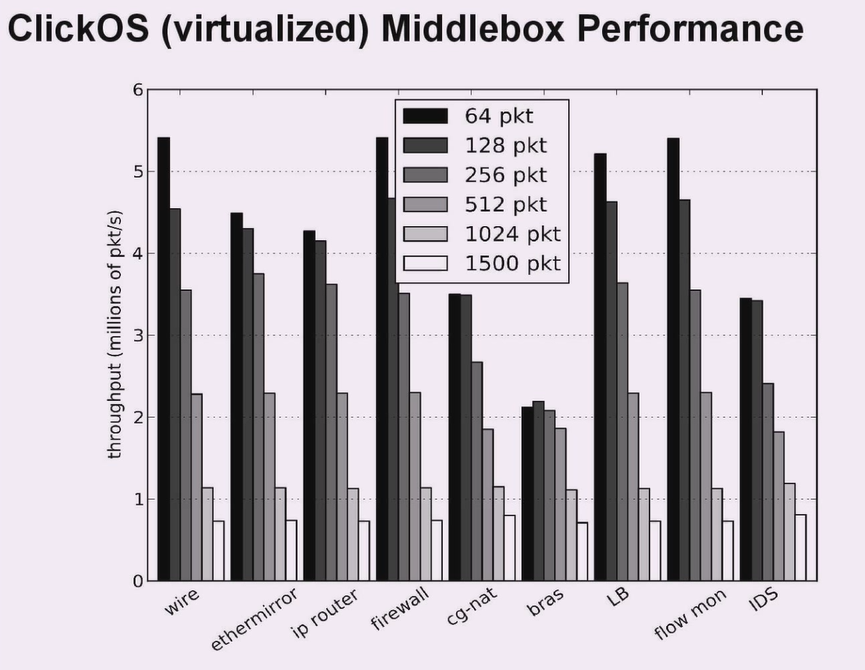 ClickOS (virtualized) Middlebox Performance
6
5
4
3
2
1
0
throughput (millions of pkt/s)
64 pkt
128 pkt
256 pkt
512 pkt
1024 pkt
1500 pkt
wire
ethermirror
ip router
firewall
cg-nat
bras
LB
flow mon
IDS